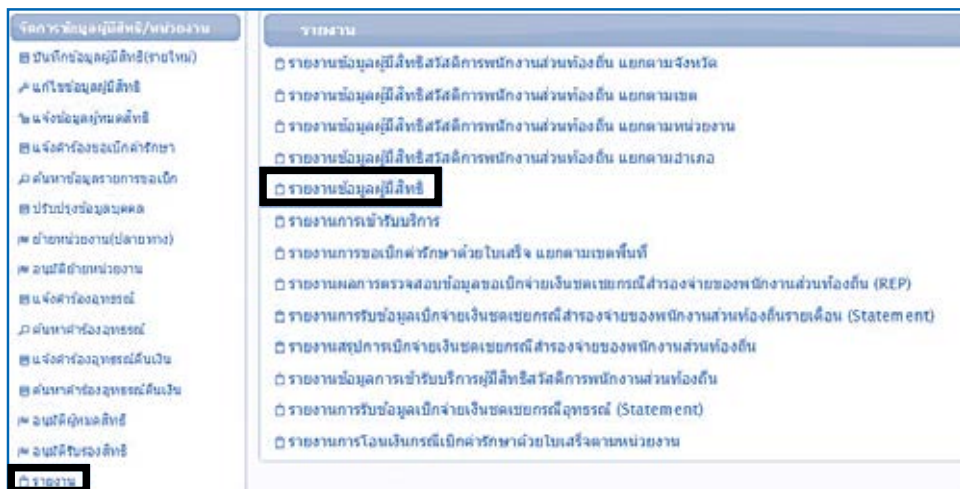 จัดการข้อมูลผู้มีสิทธิ/หน่วยงาน
บันทึกข้อมูลผู้มีสิทธิ(รายใหม่)
แก้ไขข้อมูลผู้มีสิทธิ
แจ้งข้อมูลผู้หมดสิทธิ
แจ้งคำร้องขอเบิกค่ารักษา
ค้นหาข้อมูลรายการขอเบิก
ปรับปรุงข้อมูลบุคคล
ย้ายหน่วยงาน(ปลายทาง)
อนุมัติย้ายหน่วยงาน
แจ้งคำร้องอุทธรณ์
ค้นหาคำร้องอุทธรณ์
แจ้งคำร้องอุทธรณ์คืนเงิน
ค้นหาคำร้องอุทธรณ์คืนเงิน
อนุมัติผู้หมดสิทธิ
อนุมัติรับรองสิทธิ
รายงาน
รายงาน
รายงานข้อมูลผู้มีสิทธิสวัสดิการพนักงานส่วนท้องถิ่น แยกตามจังหวัด
รายงานข้อมูลผู้มีสิทธิสวัสดิการพนักงานส่วนท้องถิ่น แยกตามเขต
รายงานข้อมูลผู้มีสิทธิสวัสดิการพนักงานส่วนท้องถิ่น แยกตามหน่วยงาน
รายงานข้อมูลผู้มีสิทธิสวัสดิการพนักงานส่วนท้องถิ่น แยกตามอำเภอ
รายงานข้อมูลผู้มีสิทธิ
รายงานการเข้ารับบริการ
รายงานการขอเบิกค่ารักษาด้วยใบเสร็จ แยกตามเขตพื้นที่
รายงานผลการตรวจสอบข้อมูลขอเบิกจ่ายเงินชดเชยกรณีสำรองจ่ายของพนักงานส่วนท้องถิ่น (REP)
รายงานการรับข้อมูลเบิกจ่ายเงินชดเชยกรณีสำรองจ่ายของพนักงานส่วนท้องถิ่นรายเดือน (Statement)
รายงานสรุปการเบิกจ่ายเงินชดเชยกรณีสำรองจ่ายของพนักงานส่วนท้องถิ่น
รายงานข้อมูลการเข้ารับบริการผู้มีสิทธิสวัสดิการพนักงานส่วนท้องถิ่น
รายงานการรับข้อมูลเบิกจ่ายเงินชดเชยกรณีอุทธรณ์ (Statement)
รายงานการโอนเงินกรณีเบิกค่ารักษาด้วยใบเสร็จตามหน่วยงาน